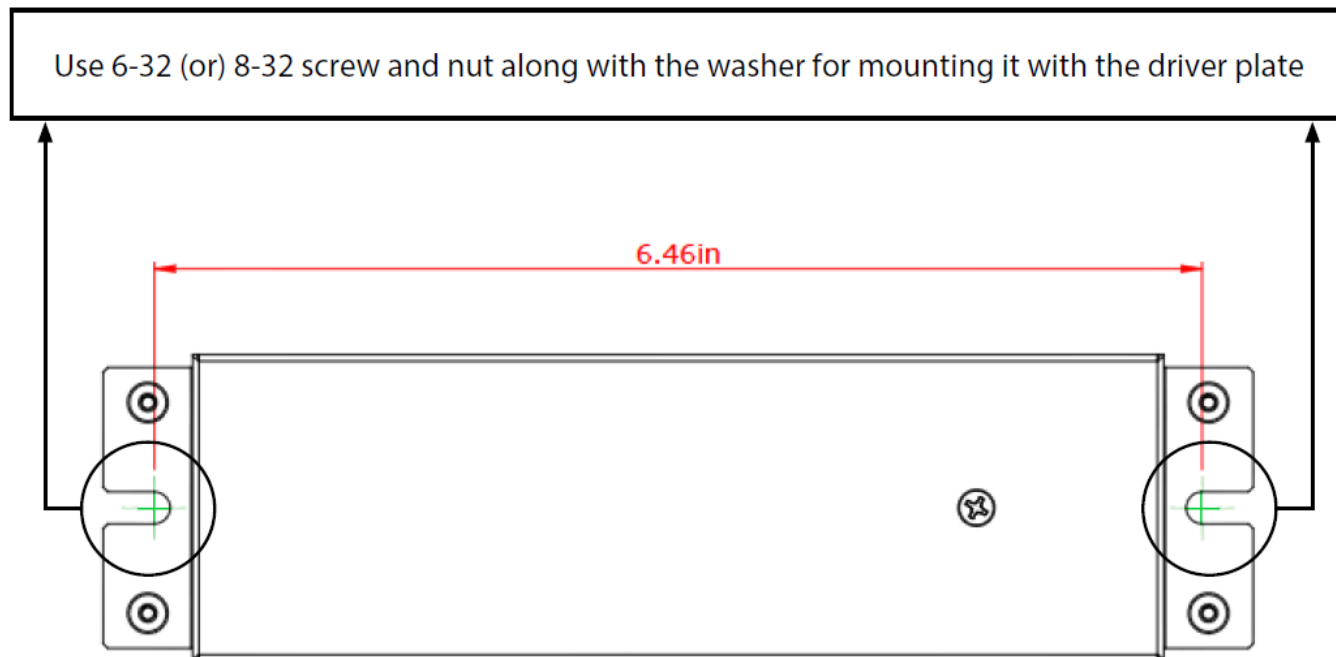 Use 6-32 (or) 8-32 screw and nut along with the washer for mounting it with the driver plate
6.46in